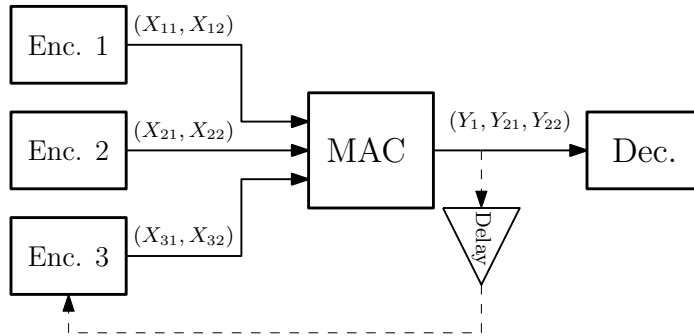 Enc. 1
(X₁₁, X₁₂)
Enc. 2
(X₂₁, X₂₂)
Enc. 3
(X₃₁, X₃₂)
MAC
(Y₁, Y₂₁, Y₂₂)
Dec.
Delay